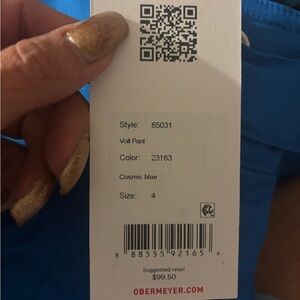 Style: 65031
Volt Pant
Color: 23163
Cosmic blue
Size: 4
8 88555 92165 6
Suggested retail
$99.50
OBERMEYER.COM